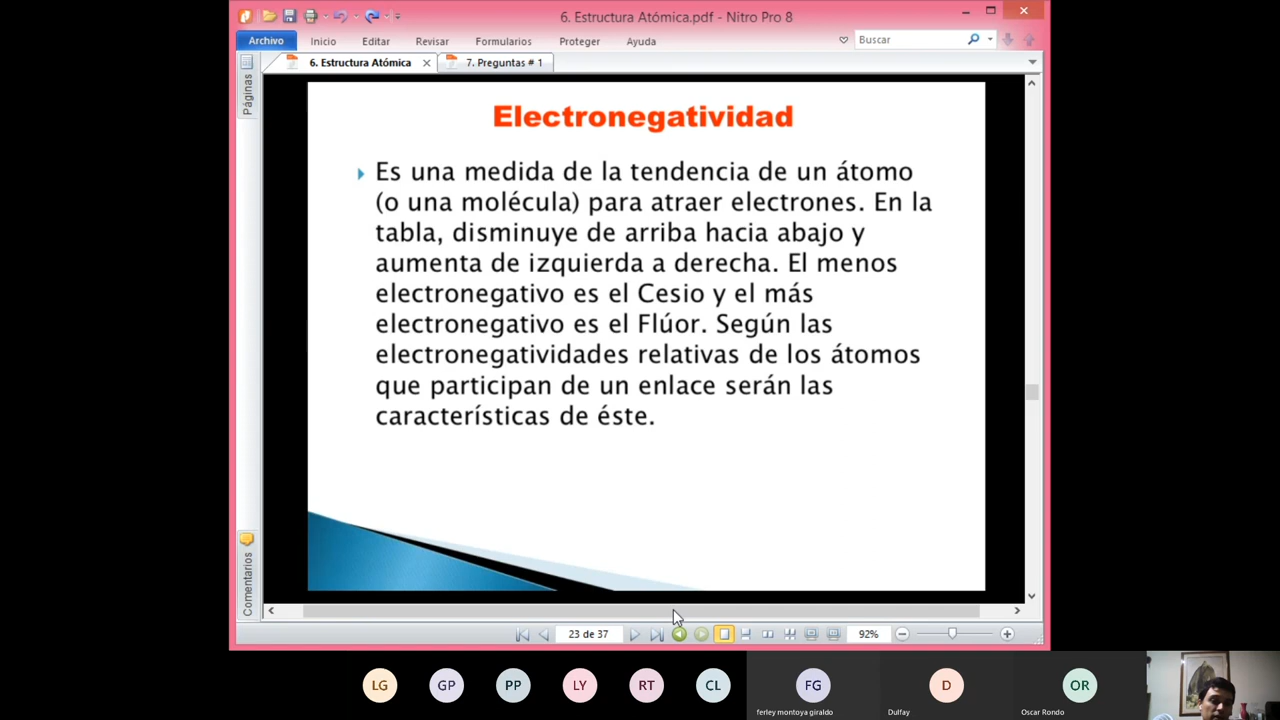 6. Estructura Atómica.pdf - Nitro Pro 8
Archivo Inicio Editar Revisar Formularios Proteger Ayuda Buscar
6. Estructura Atómica 7. Preguntas # 1
Páginas
Electronegatividad
Es una medida de la tendencia de un átomo
(o una molécula) para atraer electrones. En la
tabla, disminuye de arriba hacia abajo y
aumenta de izquierda a derecha. El menos
electronegativo es el Cesio y el más
electronegativo es el Flúor. Según las
electronegatividades relativas de los átomos
que participan de un enlace serán las
características de éste.
Comentarios
23 de 37 92%
LG GP PP LY RT CL FG D OR
ferley montoya giraldo Dulfay Oscar Rondo